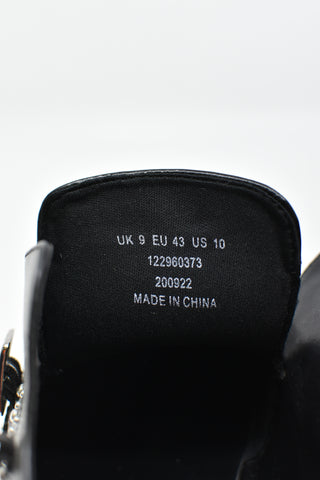 UK 9 EU 43 US 10
122960373
200922
MADE IN CHINA